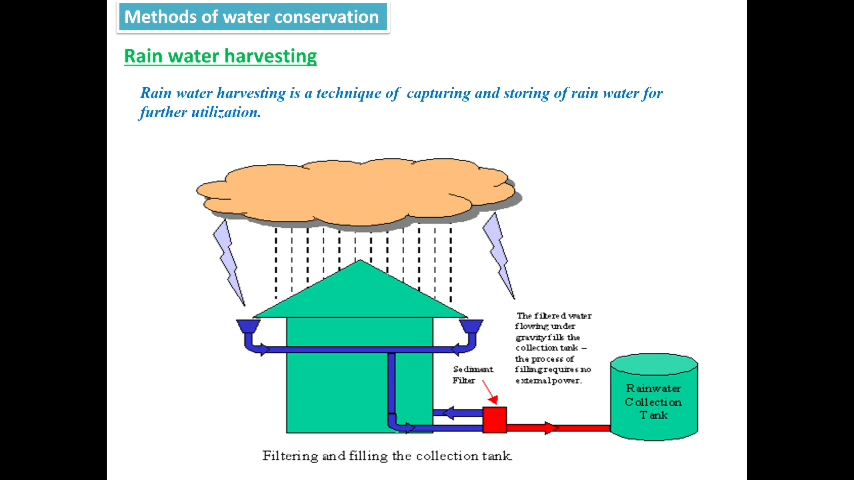 Methods of water conservation
Rain water harvesting
Rain water harvesting is a technique of capturing and storing of rain water for
further utilization.
The filtered water
flowing under
gravity fills the
collection tank –
the process of
filling requires no
external power.
Sediment
Filter
Rainwater
Collection
Tank
Filtering and filling the collection tank.